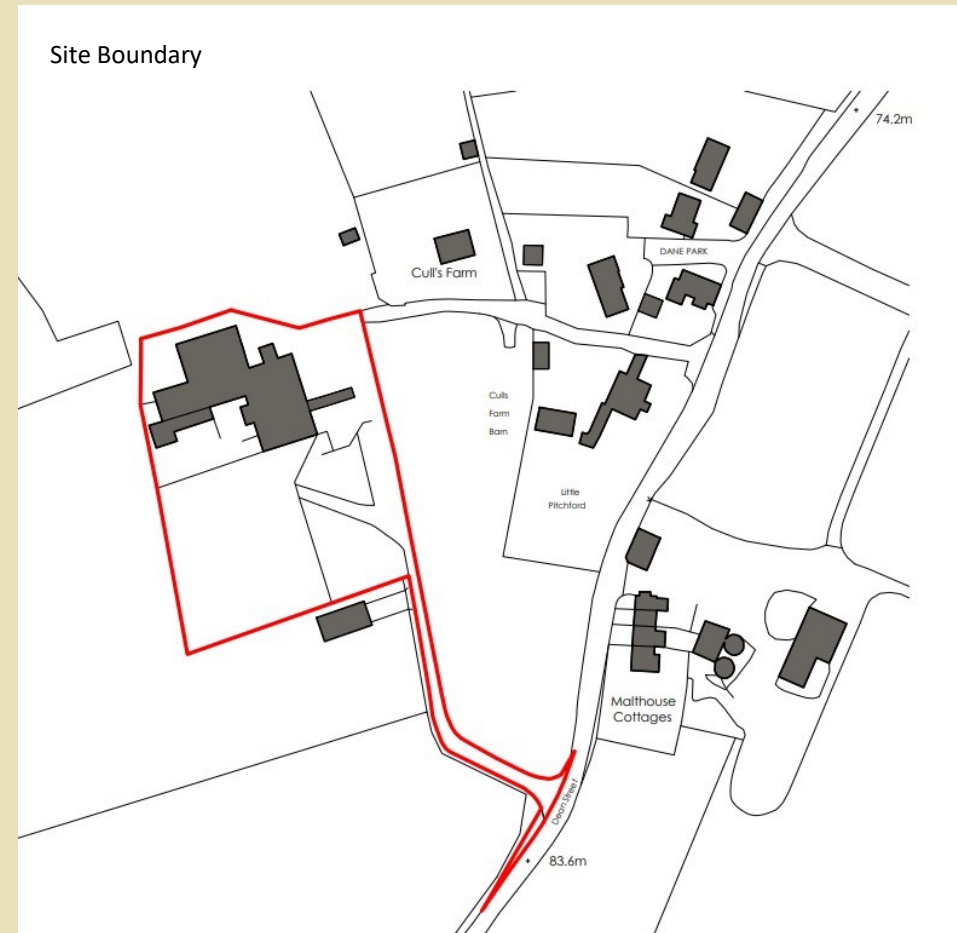 Site Boundary
74.2m
DANE PARK
Cull's Farm
Culls
Farm
Barn
Little
Pitchford
Malthouse
Cottages
Dean Street
83.6m